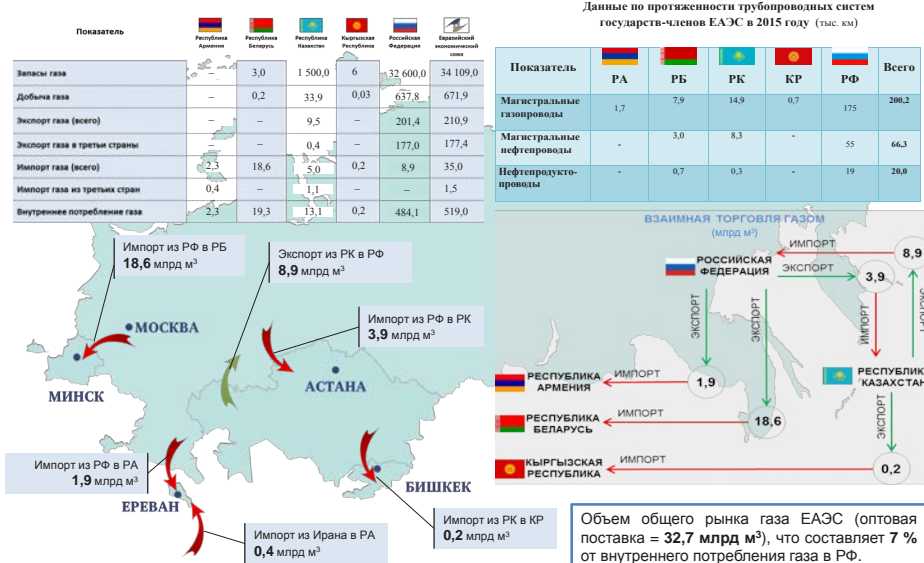 Показатель
Республика Армения
Республика Беларусь
Республика Казахстан
Кыргызская Республика
Российская Федерация
Евразийский экономический союз
Запасы газа – 3,0 1 500,0 6 32 600,0 34 109,0
Добыча газа – 0,2 33,9 0,03 637,8 671,9
Экспорт газа (всего) – – 9,5 – 201,4 210,9
Экспорт газа в третьи страны – – 0,4 – 177,0 177,4
Импорт газа (всего) 2,3 18,6 5,0 0,2 8,9 35,0
Импорт газа из третьих стран 0,4 – 1,1 – – 1,5
Внутреннее потребление газа 2,3 19,3 13,1 0,2 484,1 519,0
Данные по протяженности трубопроводных систем
государств-членов ЕАЭС в 2015 году (тыс. км)
Показатель РА РБ РК КР РФ Всего
Магистральные
газопроводы 1,7 7,9 14,9 0,7 175 200,2
Магистральные
нефтепроводы - 3,0 8,3 - 55 66,3
Нефтепродукто-
проводы - 0,7 0,3 - 19 20,0
Импорт из РФ в РБ
18,6 млрд м³
Экспорт из РК в РФ
8,9 млрд м³
Импорт из РФ в РК
3,9 млрд м³
МОСКВА
МИНСК
АСТАНА
Импорт из РФ в РА
1,9 млрд м³
ЕРЕВАН
БИШКЕК
Импорт из Ирана в РА
0,4 млрд м³
Импорт из РК в КР
0,2 млрд м³
ВЗАИМНАЯ ТОРГОВЛЯ ГАЗОМ
(млрд м³)
ИМПОРТ
8,9
РОССИЙСКАЯ
ФЕДЕРАЦИЯ
ЭКСПОРТ
3,9
ЭКСПОРТ
ЭКСПОРТ
ИМПОРТ
РЕСПУБЛИКА
АРМЕНИЯ
ИМПОРТ
1,9
РЕСПУБЛИК
КАЗАХСТАН
РЕСПУБЛИКА
БЕЛАРУСЬ
ИМПОРТ
18,6
ЭКСПОРТ
КЫРГЫЗСКАЯ
РЕСПУБЛИКА
ИМПОРТ
0,2
Объем общего рынка газа ЕАЭС (оптовая
поставка = 32,7 млрд м³), что составляет 7 %
от внутреннего потребления газа в РФ.